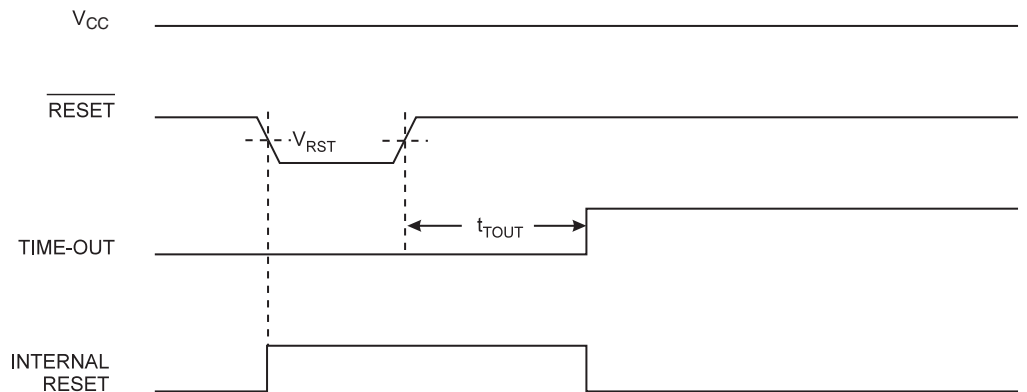 VCC
RESET
VRST
tTOUT
TIME-OUT
INTERNAL
RESET